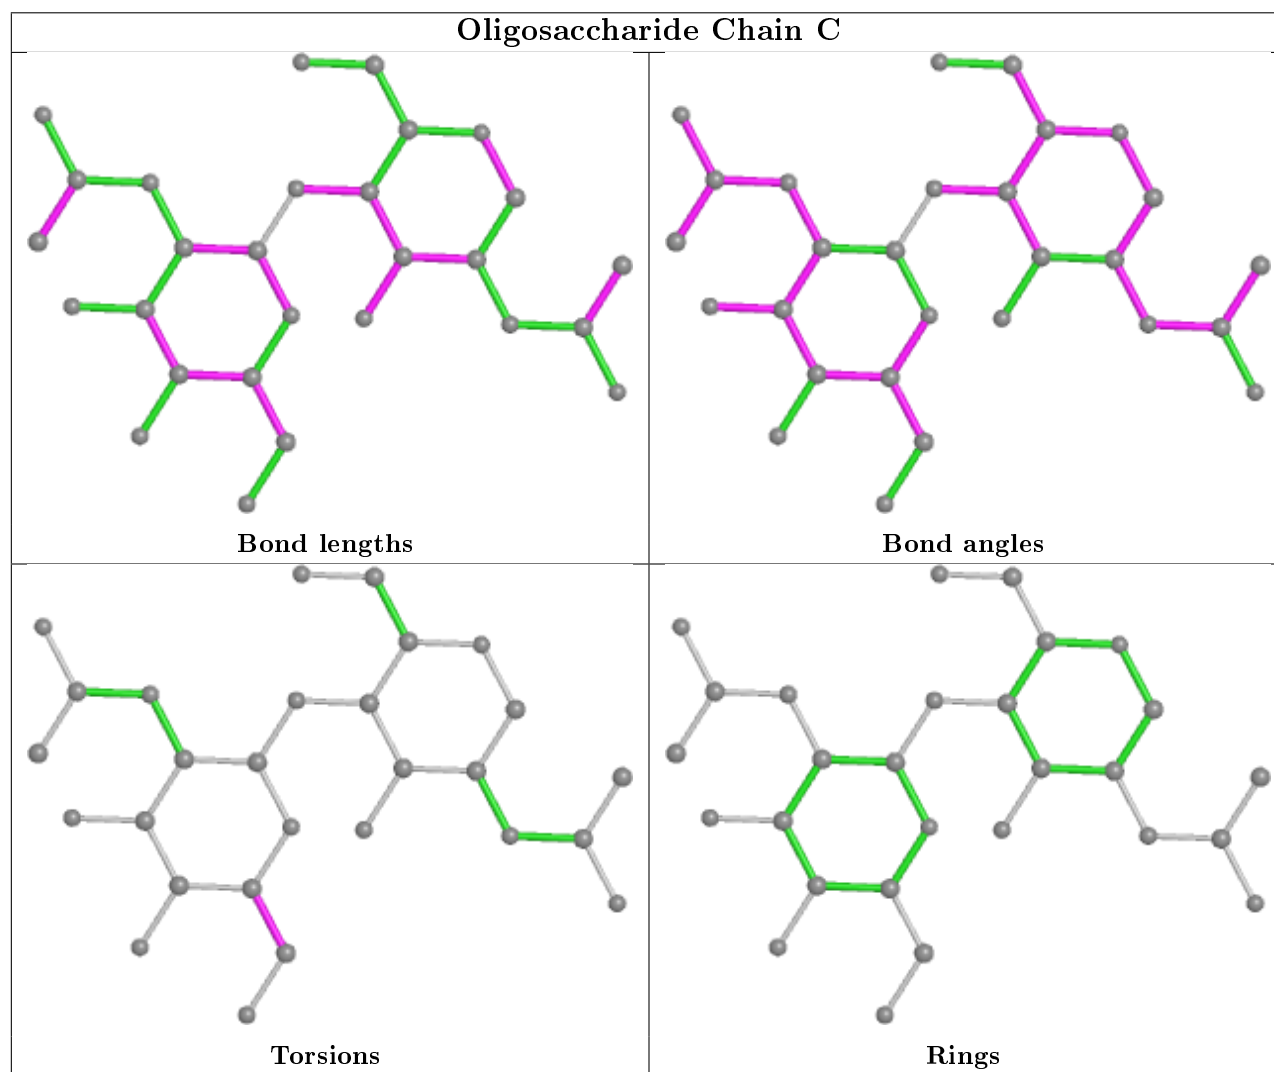 Oligosaccharide Chain C
Bond lengths
Bond angles
Torsions
Rings